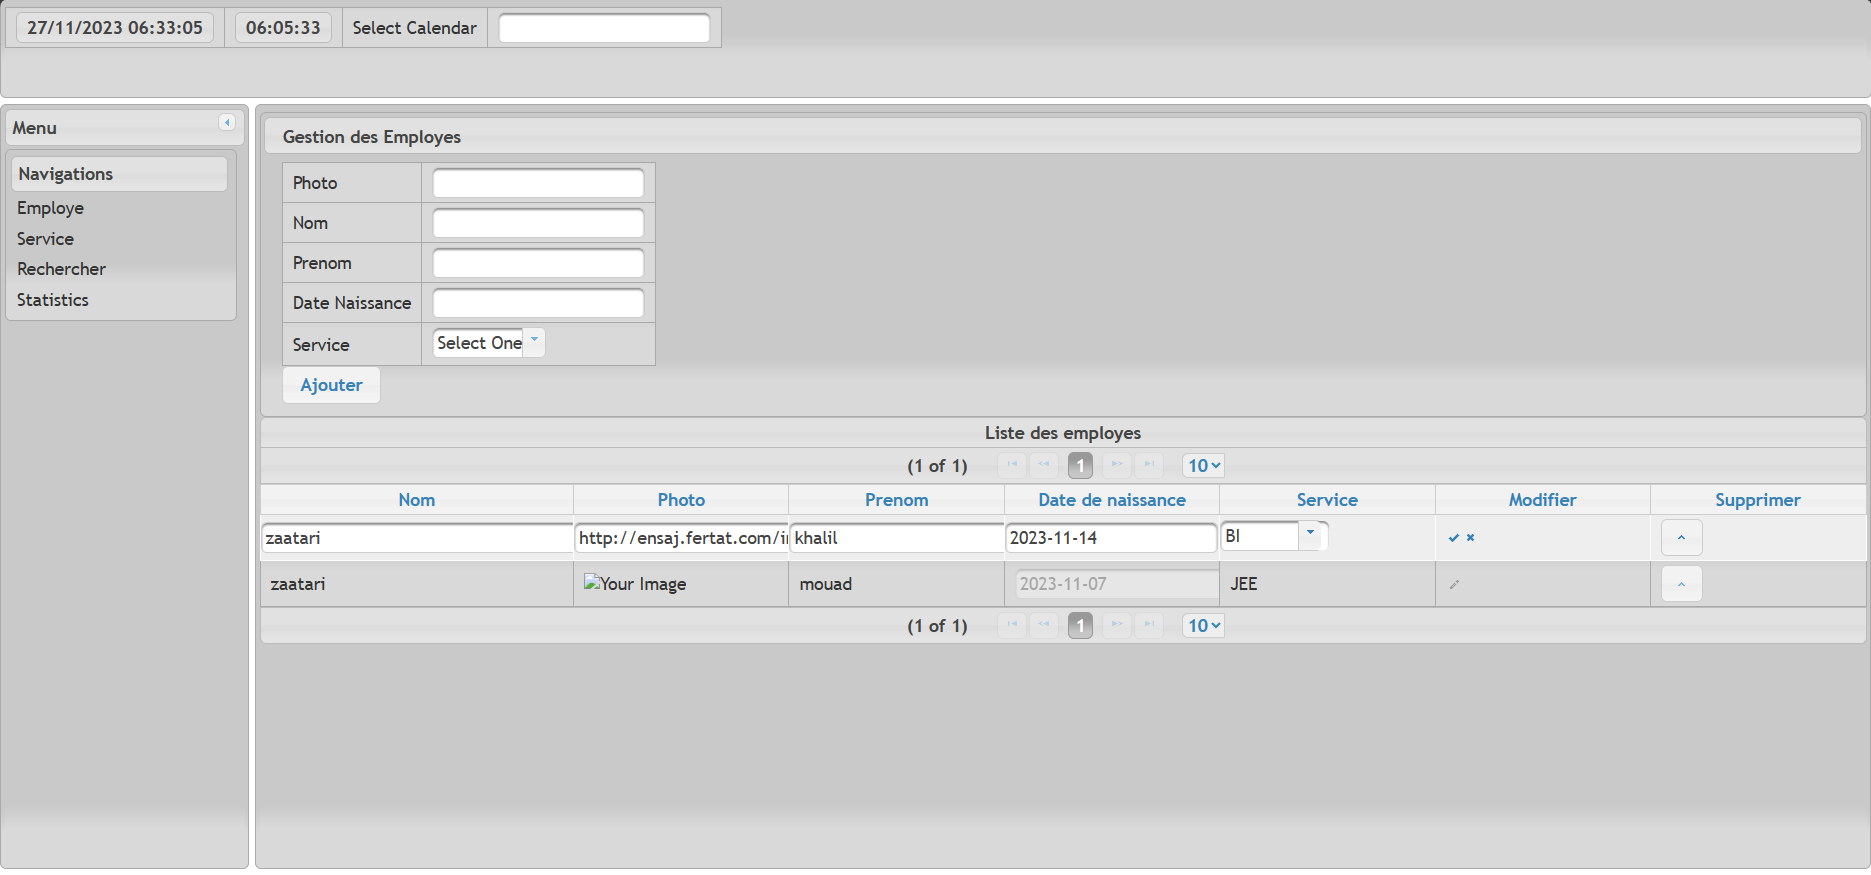 27/11/2023 06:33:05 06:05:33 Select Calendar
Menu
Navigations
Employe
Service
Rechercher
Statistics
Gestion des Employes
Photo
Nom
Prenom
Date Naissance
Service Select One
Ajouter
Liste des employes
(1 of 1) 1 10
Nom Photo Prenom Date de naissance Service Modifier Supprimer
zaatari http://ensaj.fertat.com/i khalil 2023-11-14 BI
zaatari Your Image mouad 2023-11-07 JEE
(1 of 1) 1 10